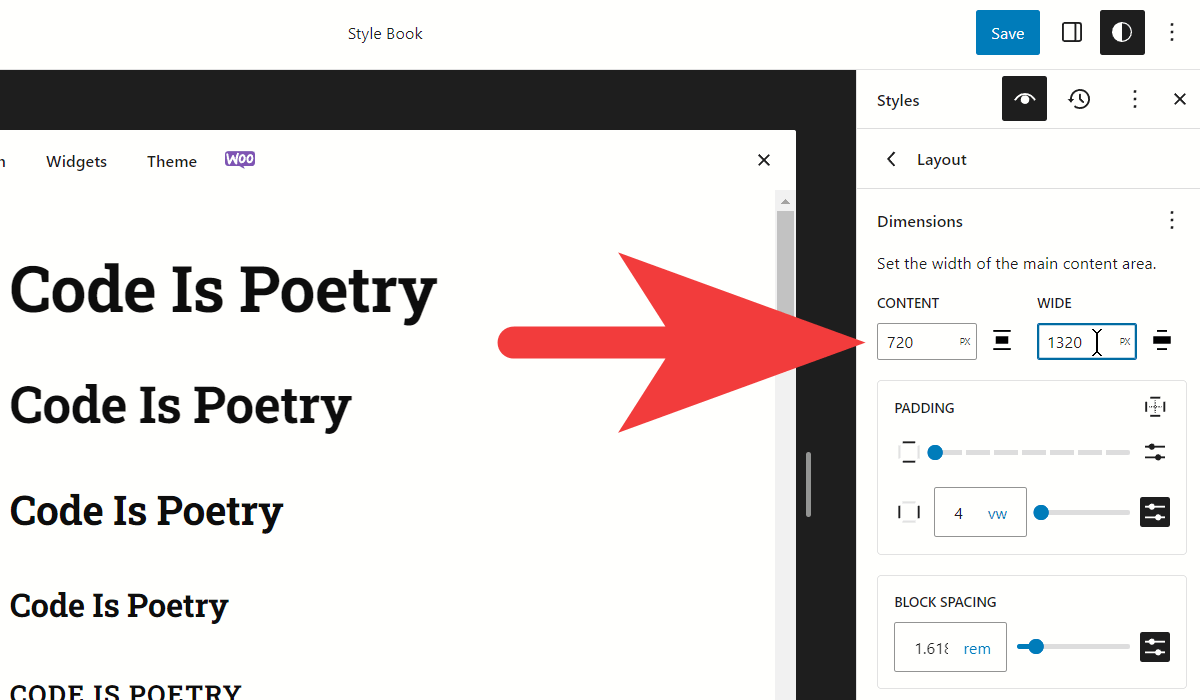 Style Book
Save
Styles
Widgets Theme Woo
Layout
Dimensions
Set the width of the main content area.
CONTENT WIDE
720 PX 1320 PX
PADDING
4 vw
BLOCK SPACING
1.618 rem
Code Is Poetry
Code Is Poetry
Code Is Poetry
Code Is Poetry
CODE IS POETRY